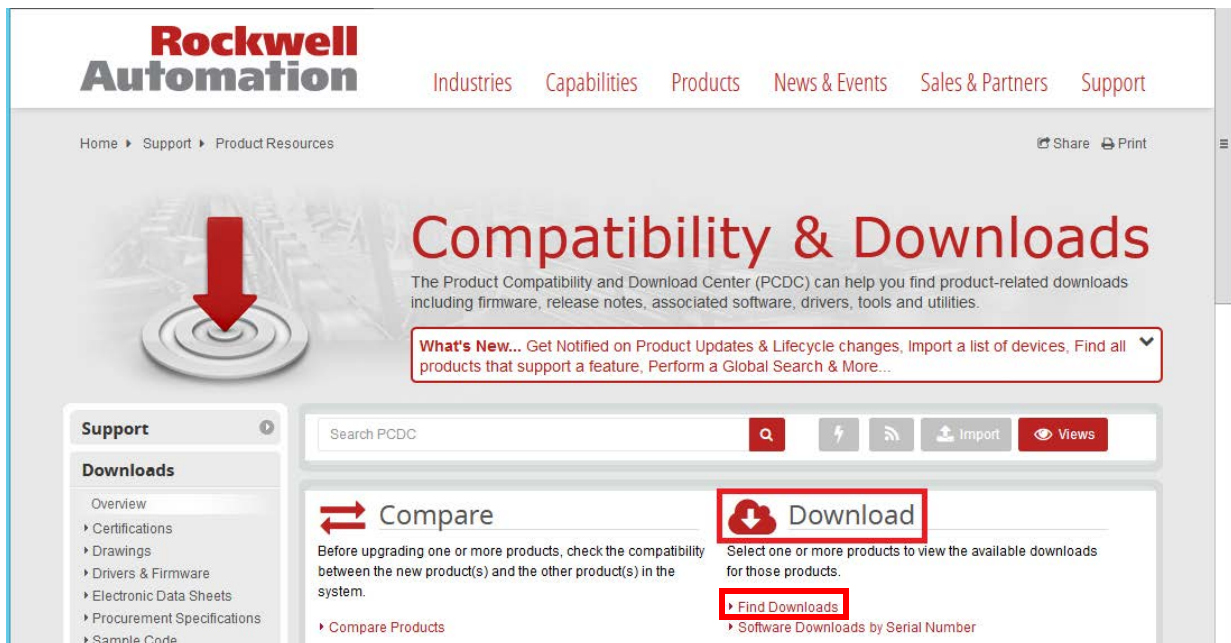 Rockwell
Automation
Industries Capabilities Products News & Events Sales & Partners Support
Home Support Product Resources
Share Print
Compatibility & Downloads
The Product Compatibility and Download Center (PCDC) can help you find product-related downloads
including firmware, release notes, associated software, drivers, tools and utilities.
What's New... Get Notified on Product Updates & Lifecycle changes, Import a list of devices, Find all
products that support a feature, Perform a Global Search & More...
Support
Downloads
Overview
Certifications
Drawings
Drivers & Firmware
Electronic Data Sheets
Procurement Specifications
Sample Code
Search PCDC
Import
Views
Compare
Before upgrading one or more products, check the compatibility
between the new product(s) and the other product(s) in the
system.
Compare Products
Download
Select one or more products to view the available downloads
for those products.
Find Downloads
Software Downloads by Serial Number